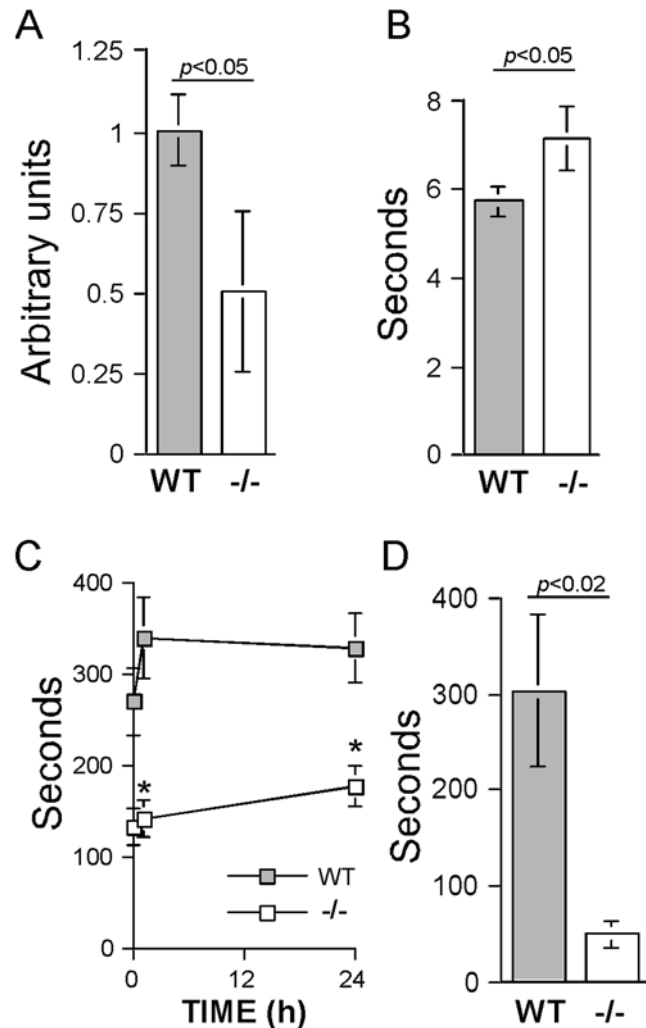 A
Arbitrary units
1.25
1
0.75
0.5
0.25
0
p<0.05
WT -/-
B
Seconds
8
6
4
2
0
p<0.05
WT -/-
C
Seconds
400
300
200
100
0
*
*
WT
-/-
0 12 24
TIME (h)
D
Seconds
400
300
200
100
0
p<0.02
WT -/-